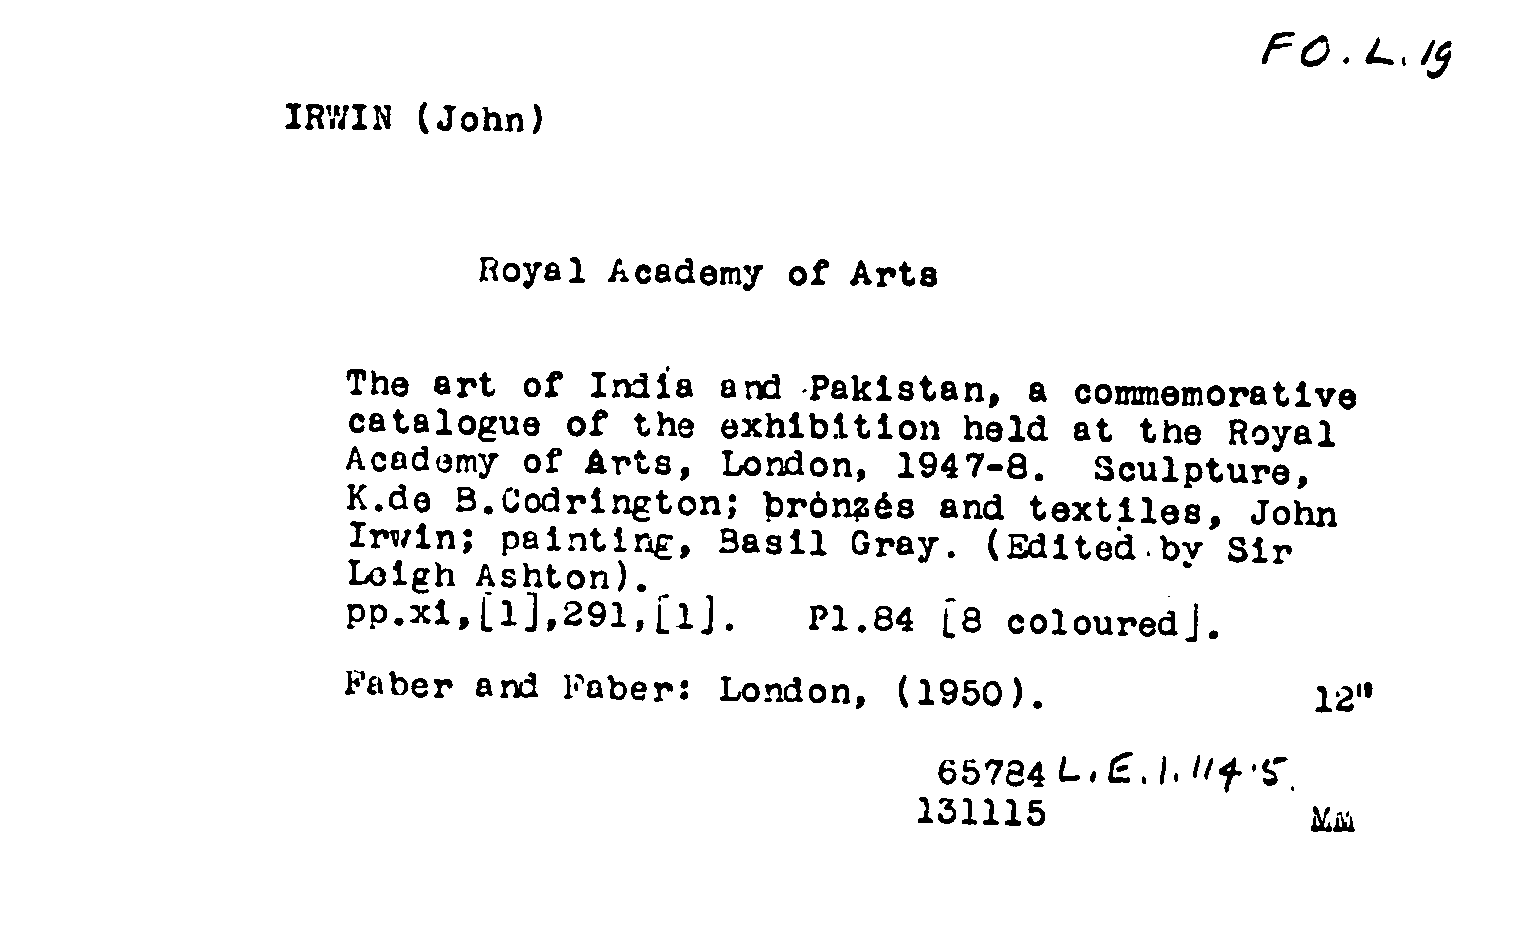 FO.L.19
IRWIN (John)
Royal Academy of Arts
The art of India and Pakistan, a commemorative
catalogue of the exhibition held at the Royal
Academy of Arts, London, 1947-8. Sculpture,
K.de B.Codrington; bronzes and textiles, John
Irwin; painting, Basil Gray. (Edited by Sir
Leigh Ashton).
pp.xi,[1],291,[1]. Pl.84 [8 coloured].
Faber and Faber: London, (1950). 12"
65784 L.E.1.114.5.
131115 MM